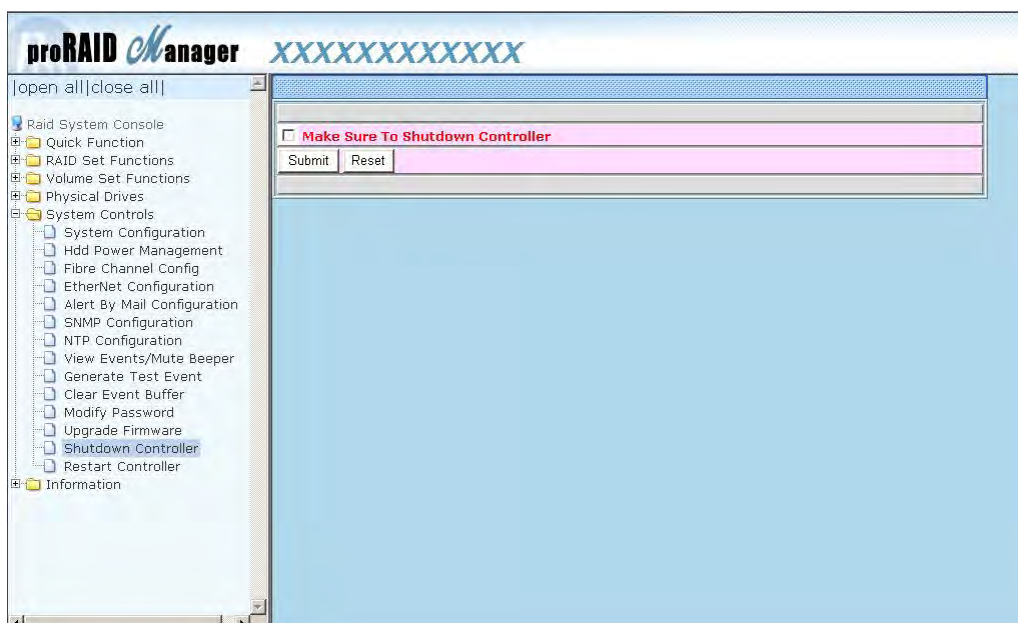 proRAID Manager XXXXXXXXXXXX
|open all|close all|
Raid System Console
Quick Function
RAID Set Functions
Volume Set Functions
Physical Drives
System Controls
System Configuration
Hdd Power Management
Fibre Channel Config
EtherNet Configuration
Alert By Mail Configuration
SNMP Configuration
NTP Configuration
View Events/Mute Beeper
Generate Test Event
Clear Event Buffer
Modify Password
Upgrade Firmware
Shutdown Controller
Restart Controller
Information
Make Sure To Shutdown Controller
Submit Reset